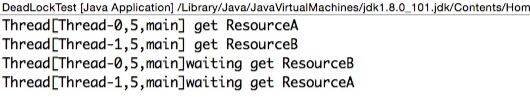 DeadLockTest [Java Application] /Library/Java/JavaVirtualMachines/jdk1.8.0_101.jdk/Contents/Hom
Thread[Thread-0,5,main] get ResourceA
Thread[Thread-1,5,main] get ResourceB
Thread[Thread-0,5,main]waiting get ResourceB
Thread[Thread-1,5,main]waiting get ResourceA